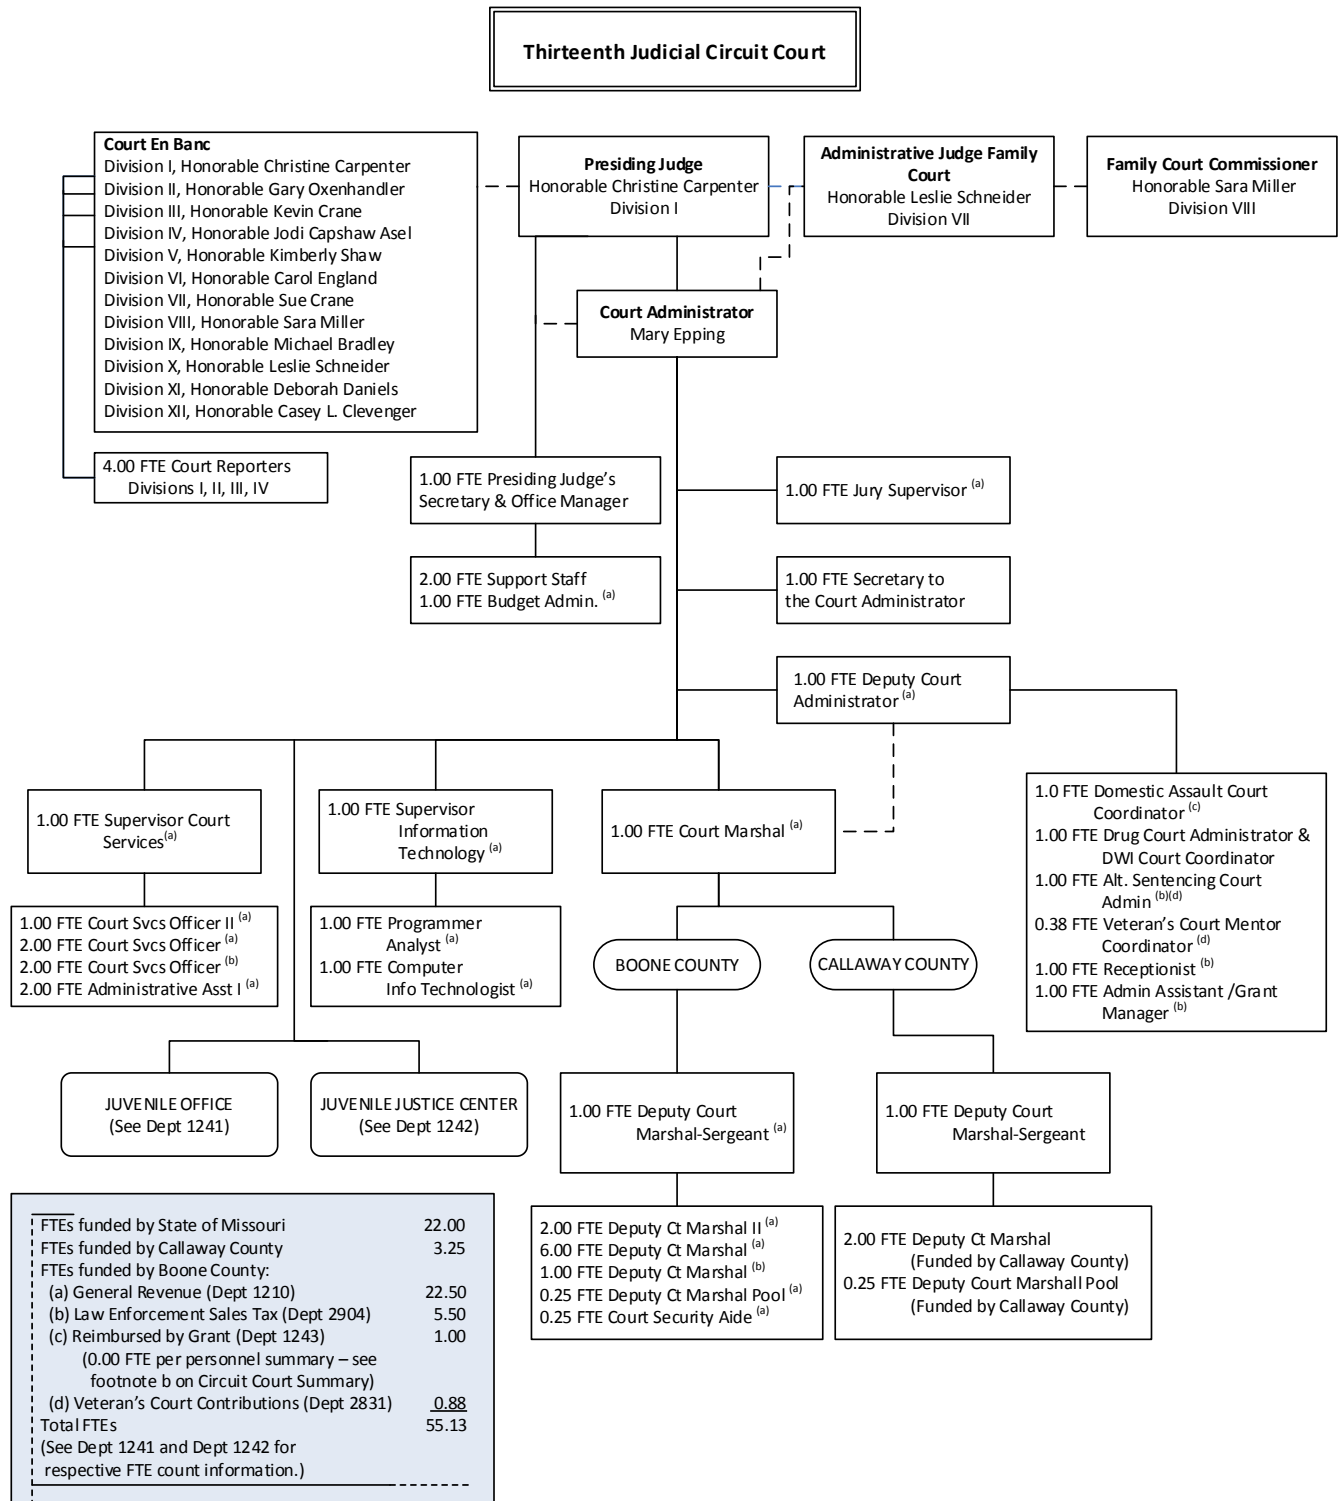 Thirteenth Judicial Circuit Court
Court En Banc
Division I, Honorable Christine Carpenter
Division II, Honorable Gary Oxenhandler
Division III, Honorable Kevin Crane
Division IV, Honorable Jodi Capshaw Asel
Division V, Honorable Kimberly Shaw
Division VI, Honorable Carol England
Division VII, Honorable Sue Crane
Division VIII, Honorable Sara Miller
Division IX, Honorable Michael Bradley
Division X, Honorable Leslie Schneider
Division XI, Honorable Deborah Daniels
Division XII, Honorable Casey L. Clevenger
Presiding Judge
Honorable Christine Carpenter
Division I
Administrative Judge Family
Court
Honorable Leslie Schneider
Division VII
Family Court Commissioner
Honorable Sara Miller
Division VIII
Court Administrator
Mary Epping
4.00 FTE Court Reporters
Divisions I, II, III, IV
1.00 FTE Presiding Judge's
Secretary & Office Manager
1.00 FTE Jury Supervisor (a)
2.00 FTE Support Staff
1.00 FTE Budget Admin. (a)
1.00 FTE Secretary to
the Court Administrator
1.00 FTE Deputy Court
Administrator (a)
1.00 FTE Supervisor Court
Services(a)
1.00 FTE Supervisor
Information
Technology (a)
1.00 FTE Court Marshal (a)
1.0 FTE Domestic Assault Court
Coordinator (c)
1.00 FTE Drug Court Administrator &
DWI Court Coordinator
1.00 FTE Alt. Sentencing Court
Admin (b)(d)
0.38 FTE Veteran's Court Mentor
Coordinator (d)
1.00 FTE Receptionist (b)
1.00 FTE Admin Assistant /Grant
Manager (b)
1.00 FTE Court Svcs Officer II (a)
2.00 FTE Court Svcs Officer (a)
2.00 FTE Court Svcs Officer (b)
2.00 FTE Administrative Asst I (a)
1.00 FTE Programmer
Analyst (a)
1.00 FTE Computer
Info Technologist (a)
BOONE COUNTY
CALLAWAY COUNTY
JUVENILE OFFICE
(See Dept 1241)
JUVENILE JUSTICE CENTER
(See Dept 1242)
1.00 FTE Deputy Court
Marshal-Sergeant (a)
1.00 FTE Deputy Court
Marshal-Sergeant
2.00 FTE Deputy Ct Marshal II (a)
6.00 FTE Deputy Ct Marshal (a)
1.00 FTE Deputy Ct Marshal (b)
0.25 FTE Deputy Ct Marshal Pool (a)
0.25 FTE Court Security Aide (a)
2.00 FTE Deputy Ct Marshal
(Funded by Callaway County)
0.25 FTE Deputy Court Marshall Pool
(Funded by Callaway County)
FTEs funded by State of Missouri 22.00
FTEs funded by Callaway County 3.25
FTEs funded by Boone County:
(a) General Revenue (Dept 1210) 22.50
(b) Law Enforcement Sales Tax (Dept 2904) 5.50
(c) Reimbursed by Grant (Dept 1243) 1.00
(0.00 FTE per personnel summary – see
footnote b on Circuit Court Summary)
(d) Veteran's Court Contributions (Dept 2831) 0.88
Total FTEs 55.13
(See Dept 1241 and Dept 1242 for
respective FTE count information.)